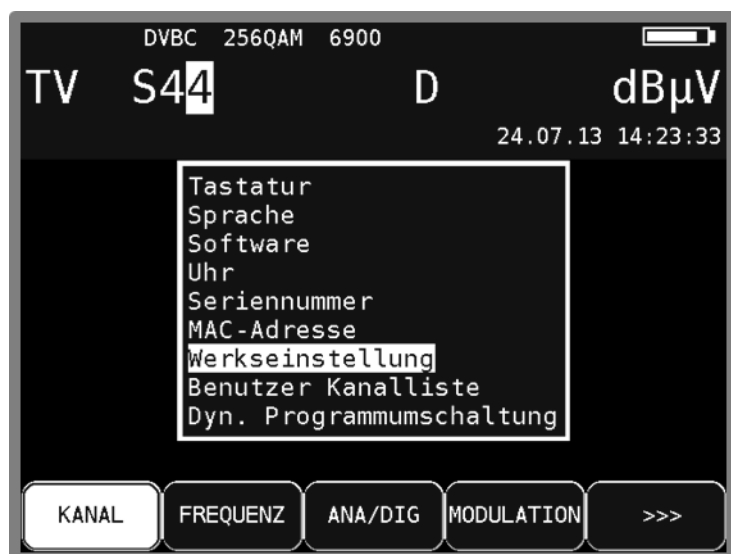 DVBC 256QAM 6900
TV S44 D dBµV
24.07.13 14:23:33
Tastatur
Sprache
Software
Uhr
Seriennummer
MAC-Adresse
Werkseinstellung
Benutzer Kanalliste
Dyn. Programmumschaltung
KANAL FREQUENZ ANA/DIG MODULATION >>>